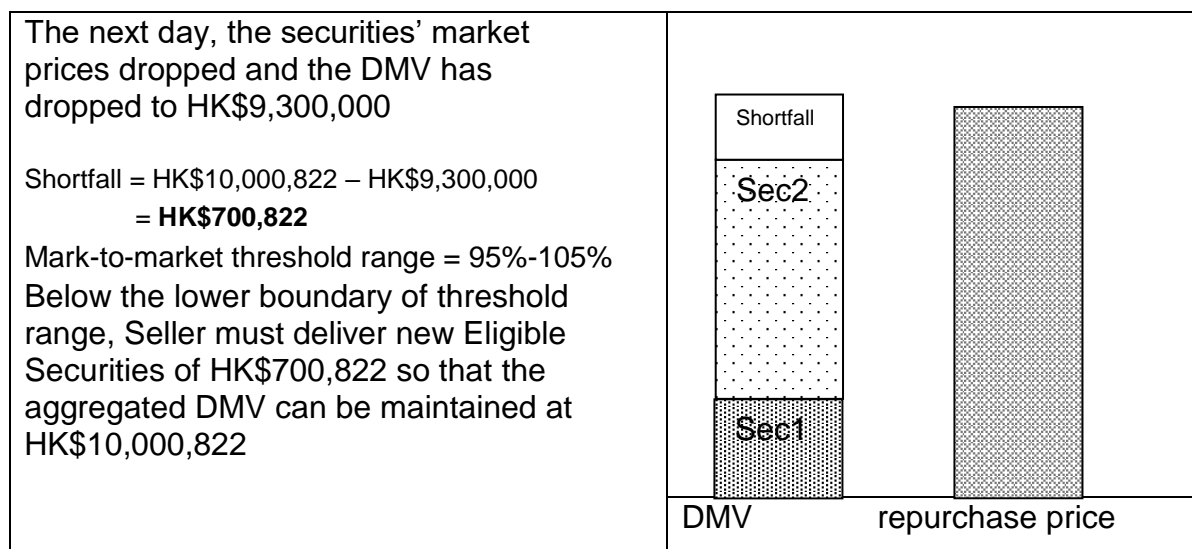 The next day, the securities’ market
prices dropped and the DMV has
dropped to HK$9,300,000
Shortfall = HK$10,000,822 – HK$9,300,000
= HK$700,822
Mark-to-market threshold range = 95%-105%
Below the lower boundary of threshold
range, Seller must deliver new Eligible
Securities of HK$700,822 so that the
aggregated DMV can be maintained at
HK$10,000,822
Shortfall
Sec2
Sec1
DMV repurchase price